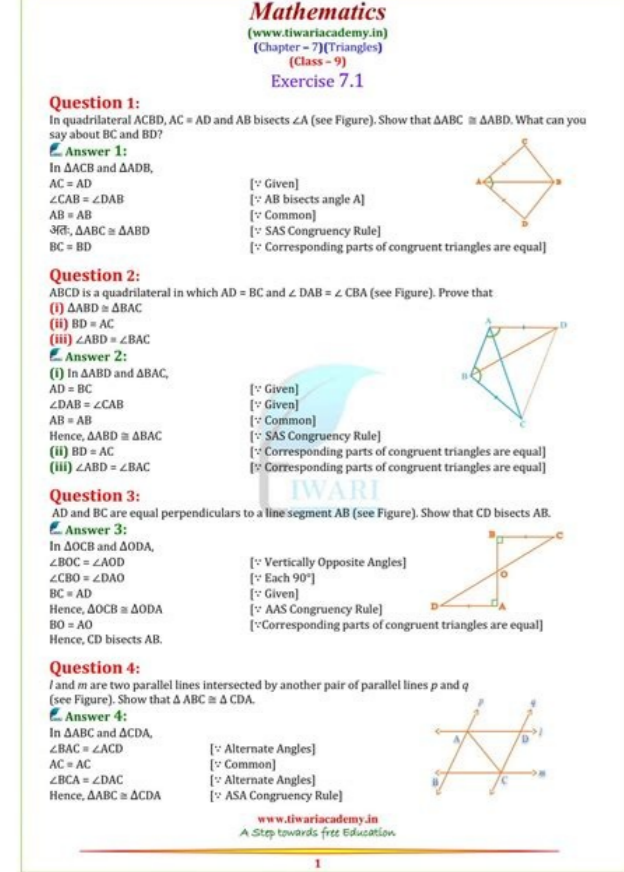 Mathematics
(www.tiwariacademy.in)
(Chapter – 7)(Triangles)
(Class – 9)
Exercise 7.1
Question 1:
In quadrilateral ACBD, AC = AD and AB bisects ∠A (see Figure). Show that ΔABC ≅ ΔABD. What can you
say about BC and BD?
Answer 1:
In ΔACB and ΔADB,
AC = AD [∵ Given]
∠CAB = ∠DAB [∵ AB bisects angle A]
AB = AB [∵ Common]
अतः, ΔABC ≅ ΔABD [∵ SAS Congruency Rule]
BC = BD [∵ Corresponding parts of congruent triangles are equal]
C
A
B
D
Question 2:
ABCD is a quadrilateral in which AD = BC and ∠ DAB = ∠ CBA (see Figure). Prove that
(i) ΔABD ≅ ΔBAC
(ii) BD = AC
(iii) ∠ABD = ∠BAC
Answer 2:
(i) In ΔABD and ΔBAC,
AD = BC [∵ Given]
∠DAB = ∠CAB [∵ Given]
AB = AB [∵ Common]
Hence, ΔABD ≅ ΔBAC [∵ SAS Congruency Rule]
(ii) BD = AC [∵ Corresponding parts of congruent triangles are equal]
(iii) ∠ABD = ∠BAC [∵ Corresponding parts of congruent triangles are equal]
A
D
B
C
IWARI
Question 3:
AD and BC are equal perpendiculars to a line segment AB (see Figure). Show that CD bisects AB.
Answer 3:
In ΔOCB and ΔODA,
∠BOC = ∠AOD [∵ Vertically Opposite Angles]
∠CBO = ∠DAO [∵ Each 90°]
BC = AD [∵ Given]
Hence, ΔOCB ≅ ΔODA [∵ AAS Congruency Rule]
BO = AO [∵Corresponding parts of congruent triangles are equal]
Hence, CD bisects AB.
B
C
O
D
A
Question 4:
l and m are two parallel lines intersected by another pair of parallel lines p and q
(see Figure). Show that Δ ABC ≅ Δ CDA.
Answer 4:
In ΔABC and ΔCDA,
∠BAC = ∠ACD [∵ Alternate Angles]
AC = AC [∵ Common]
∠BCA = ∠DAC [∵ Alternate Angles]
Hence, ΔABC ≅ ΔCDA [∵ ASA Congruency Rule]
p
q
A
D
l
B
C
m
www.tiwariacademy.in
A Step towards free Education
1